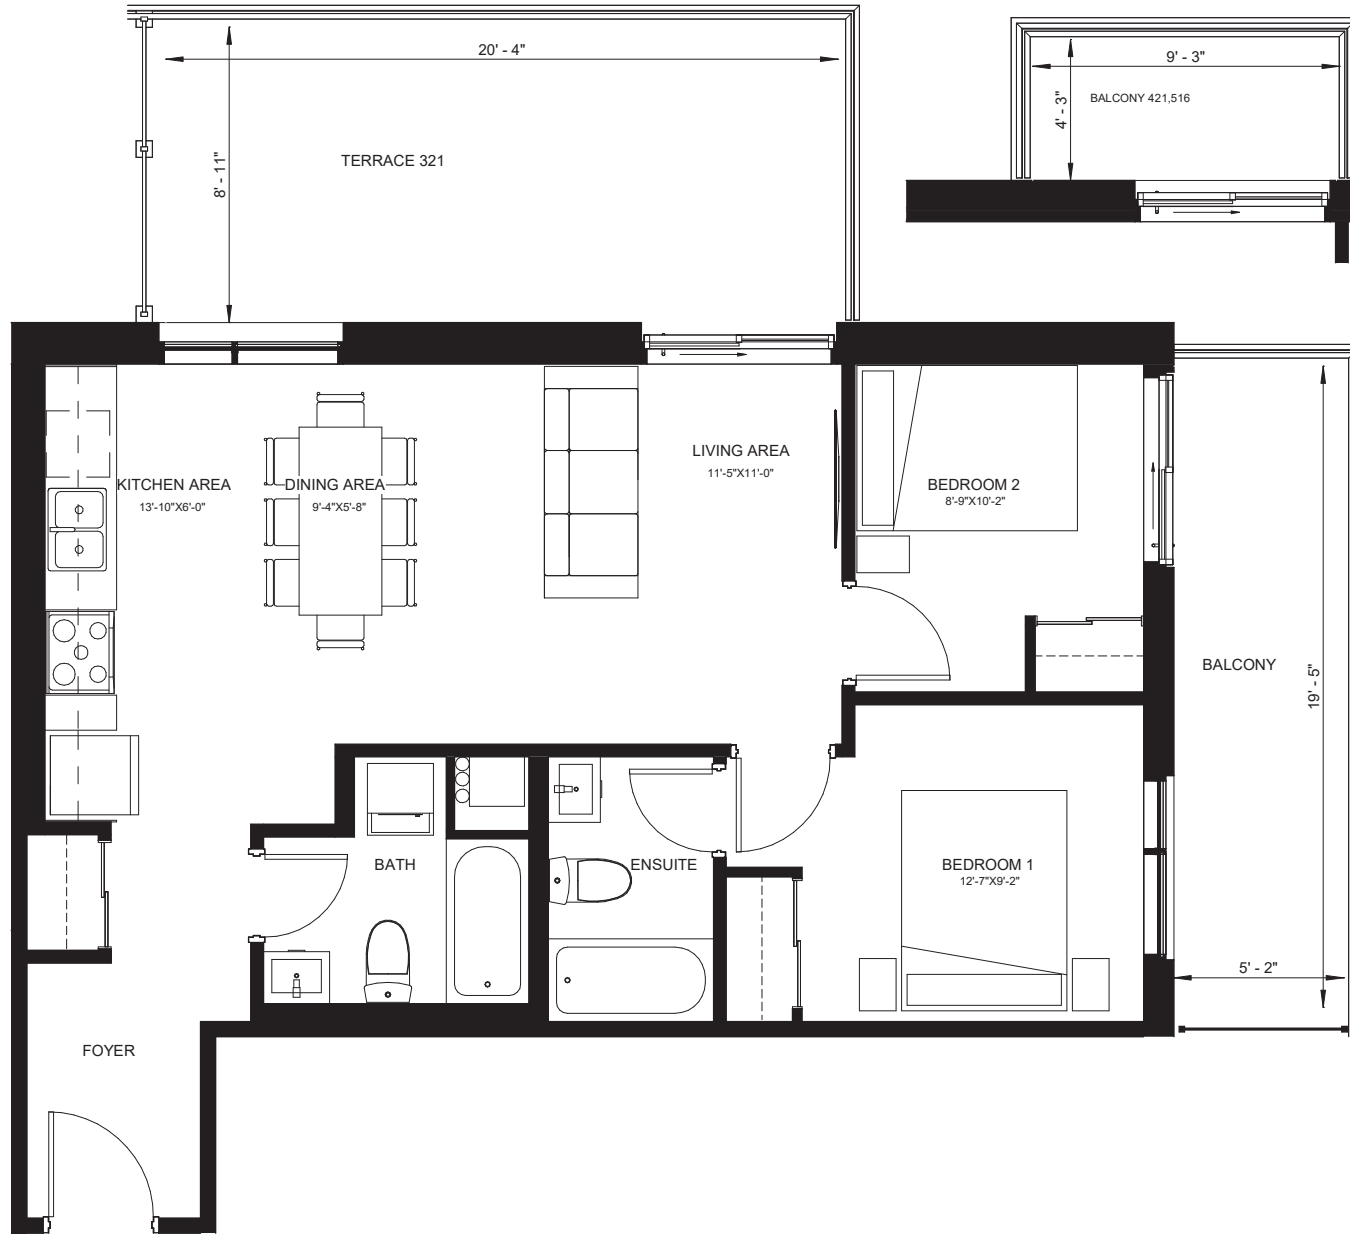 20' - 4"
8' - 11"
TERRACE 321
9' - 3"
4' - 3"
BALCONY 421,516
KITCHEN AREA
13'-10"X6'-0"
DINING AREA
9'-4"X5'-8"
LIVING AREA
11'-5"X11'-0"
BEDROOM 2
8'-9"X10'-2"
BALCONY
19' - 5"
5' - 2"
BATH
ENSUITE
BEDROOM 1
12'-7"X9'-2"
FOYER